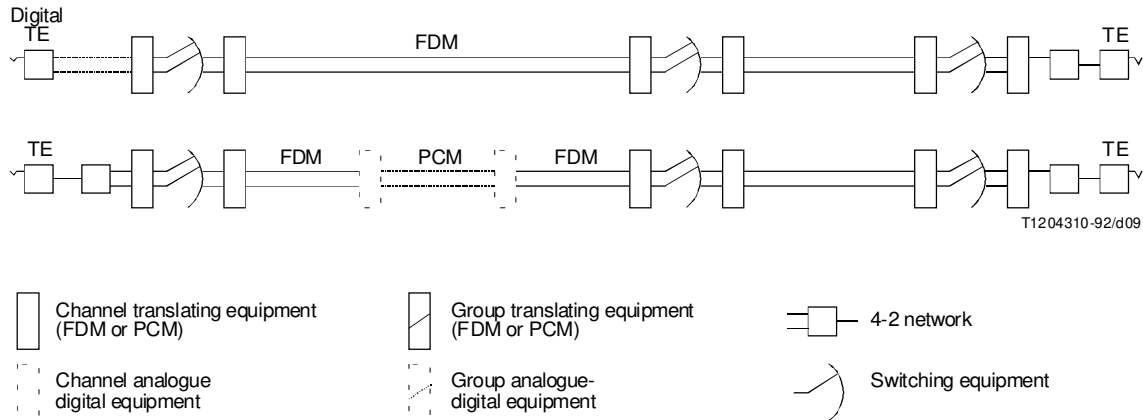 Digital
TE
FDM
TE
TE
FDM
PCM
FDM
TE
T1204310-92/d09
Channel translating equipment
(FDM or PCM)
Group translating equipment
(FDM or PCM)
4-2 network
Channel analogue
digital equipment
Group analogue-
digital equipment
Switching equipment